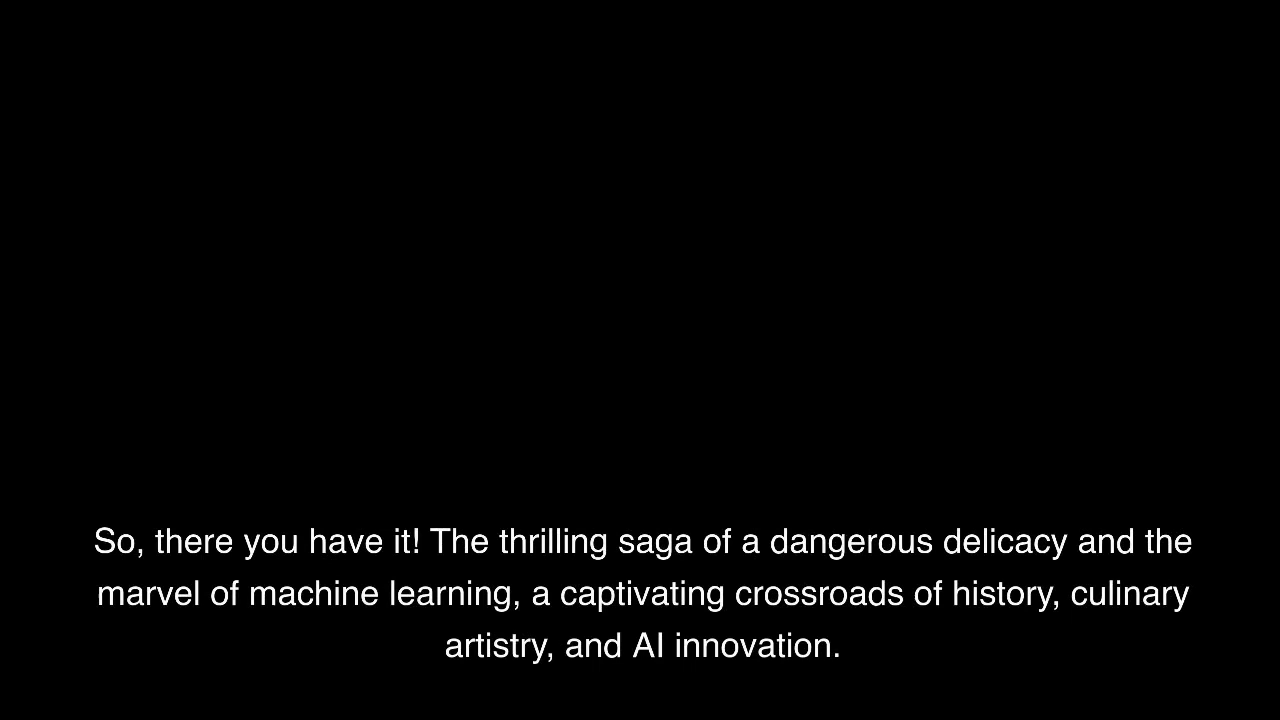 So, there you have it! The thrilling saga of a dangerous delicacy and the
marvel of machine learning, a captivating crossroads of history, culinary
artistry, and AI innovation.